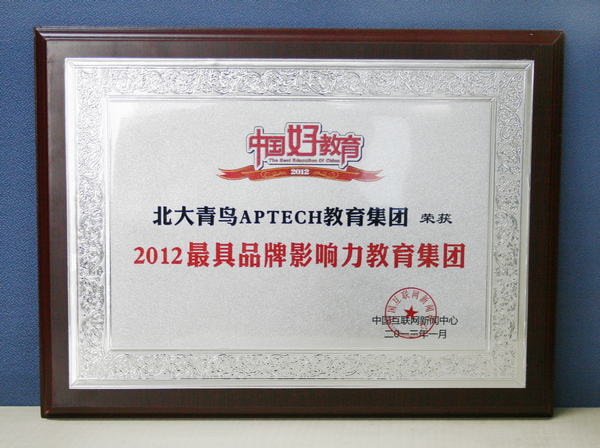 中国好教育
The Best Education Of China
2012
北大青鸟APTECH教育集团 荣获
2012最具品牌影响力教育集团
中国互联网新闻中心
二〇一三年一月